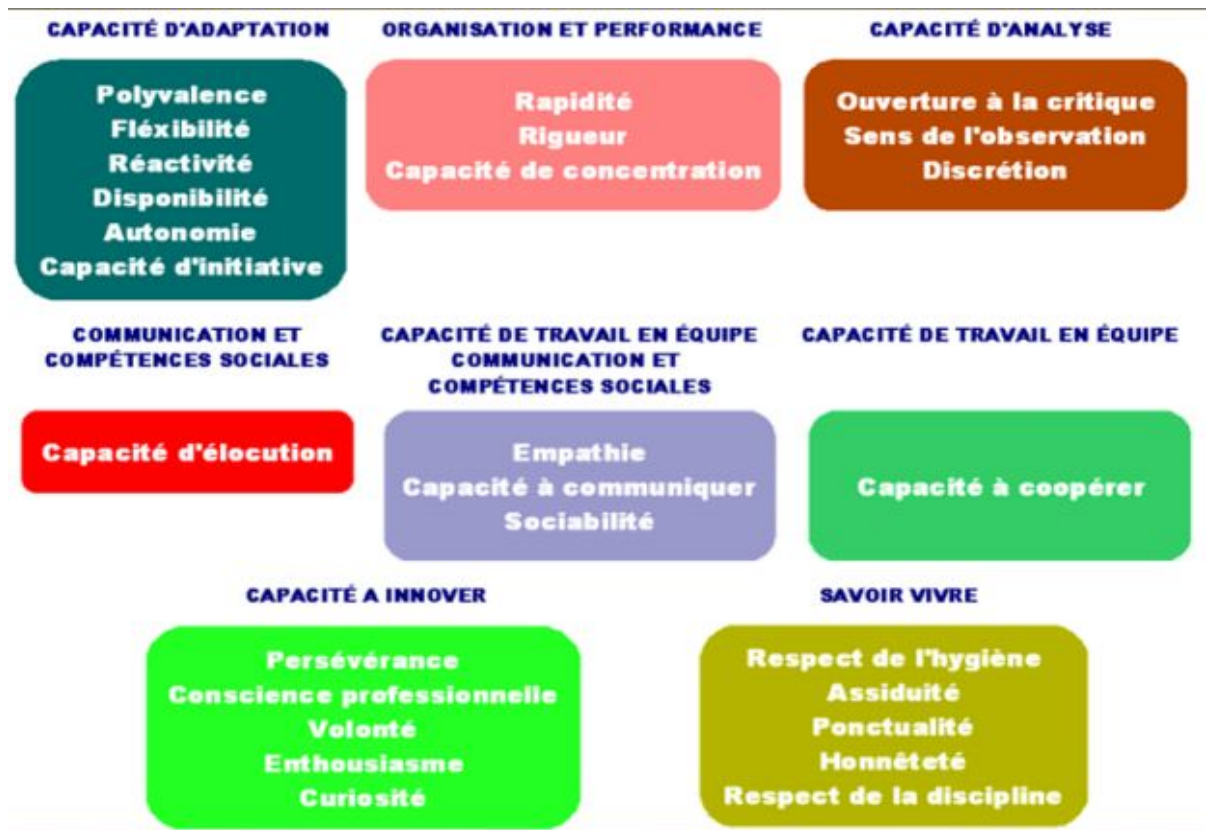 CAPACITÉ D'ADAPTATION
Polyvalence
Fléxibilité
Réactivité
Disponibilité
Autonomie
Capacité d'initiative
ORGANISATION ET PERFORMANCE
Rapidité
Rigueur
Capacité de concentration
CAPACITÉ D'ANALYSE
Ouverture à la critique
Sens de l'observation
Discrétion
COMMUNICATION ET
COMPÉTENCES SOCIALES
Capacité d'élocution
CAPACITÉ DE TRAVAIL EN ÉQUIPE
COMMUNICATION ET
COMPÉTENCES SOCIALES
Empathie
Capacité à communiquer
Sociabilité
CAPACITÉ DE TRAVAIL EN ÉQUIPE
Capacité à coopérer
CAPACITÉ A INNOVER
Persévérance
Conscience professionnelle
Volonté
Enthousiasme
Curiosité
SAVOIR VIVRE
Respect de l'hygiène
Assiduité
Ponctualité
Honnêteté
Respect de la discipline